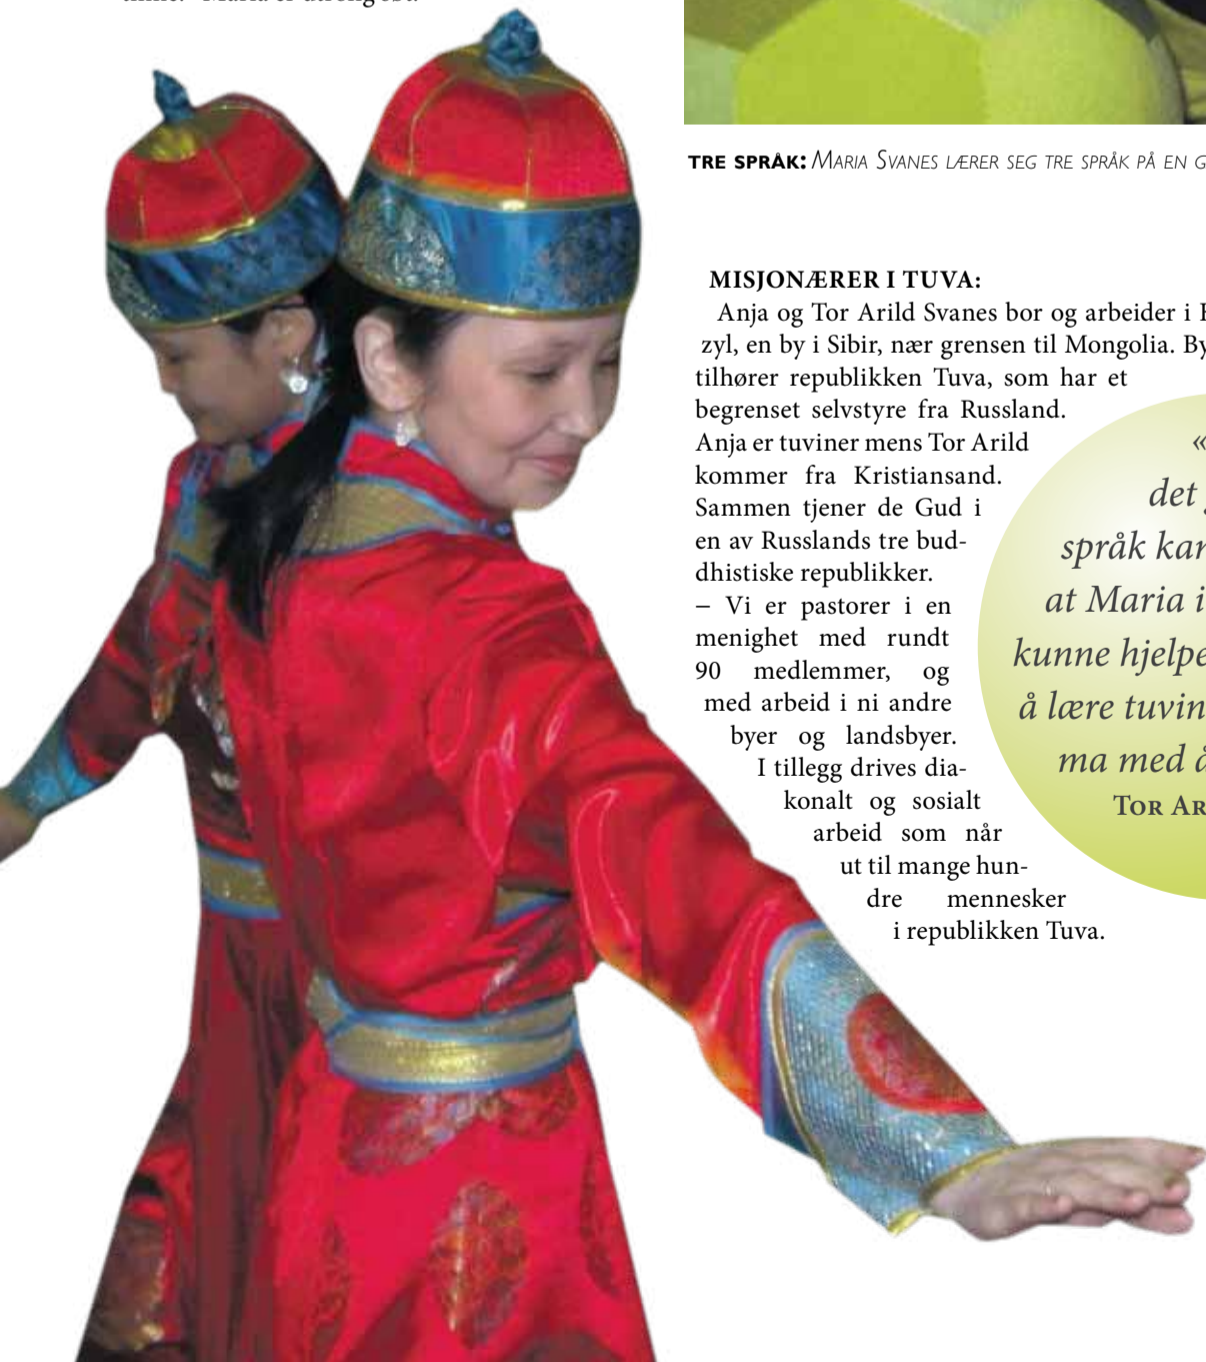 TRE SPRÅK: MARIA SVANES LÆRER SEG TRE SPRÅK PÅ EN
MISJONÆRER I TUVA:
Anja og Tor Arild Svanes bor og arbeider i
zyl, en by i Sibir, nær grensen til Mongolia. By
tilhører republikken Tuva, som har et
begrenset selvstyre fra Russland.
Anja er tuviner mens Tor Arild
kommer fra Kristiansand.
Sammen tjener de Gud i
en av Russlands tre bud-
dhistiske republikker.
– Vi er pastorer i en
menighet med rundt
90 medlemmer, og
med arbeid i ni andre
byer og landsbyer.
I tillegg drives dia-
konalt og sosialt
arbeid som når
ut til mange hun-
dre mennesker
i republikken Tuva.
«
det
språk kan
at Maria i
kunne hjelpe
å lære tuvin
ma med å
TOR AR